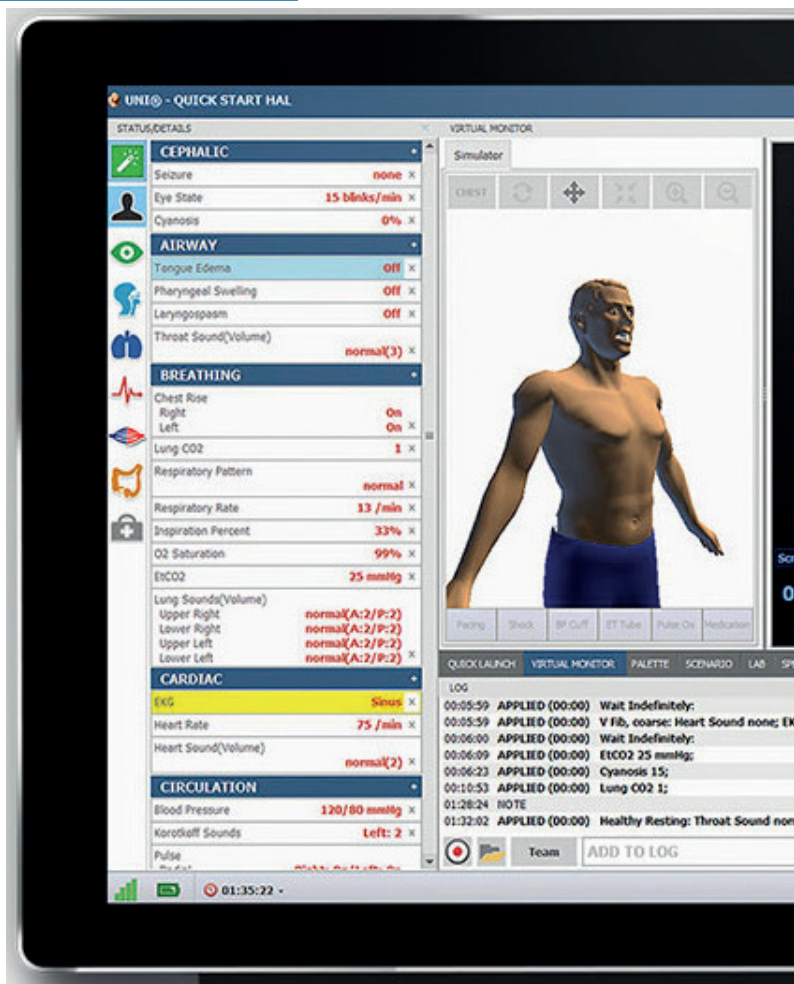 UNI® - QUICK START HAL
STATUS/DETAILS
CEPHALIC
Seizure none
Eye State 15 blinks/min
Cyanosis 0%
AIRWAY
Tongue Edema Off
Pharyngeal Swelling Off
Laryngospasm Off
Throat Sound(Volume)
normal(3)
BREATHING
Chest Rise
Right On
Left On
Lung CO2 1
Respiratory Pattern
normal
Respiratory Rate 13 /min
Inspiration Percent 33%
O2 Saturation 99%
EtCO2 25 mmHg
Lung Sounds(Volume)
Upper Right normal(A:2/P:2)
Lower Right normal(A:2/P:2)
Upper Left normal(A:2/P:2)
Lower Left normal(A:2/P:2)
CARDIAC
EKG Sinus
Heart Rate 75 /min
Heart Sound(Volume)
normal(2)
CIRCULATION
Blood Pressure 120/80 mmHg
Korotkoff Sounds Left: 2
Pulse
01:35:22
VIRTUAL MONITOR
Simulator
CHEST
Pacing Shock BP Cuff ET Tube Pulse Ox Medication
QUICK LAUNCH VIRTUAL MONITOR PALETTE SCENARIO LAB
LOG
00:05:59 APPLIED (00:00) Wait Indefinitely:
00:05:59 APPLIED (00:00) V Fib, coarse: Heart Sound none;
00:06:00 APPLIED (00:00) Wait Indefinitely:
00:06:09 APPLIED (00:00) EtCO2 25 mmHg;
00:06:23 APPLIED (00:00) Cyanosis 15;
00:10:53 APPLIED (00:00) Lung CO2 1;
01:28:24 NOTE
01:32:02 APPLIED (00:00) Healthy Resting: Throat Sound
Team ADD TO LOG